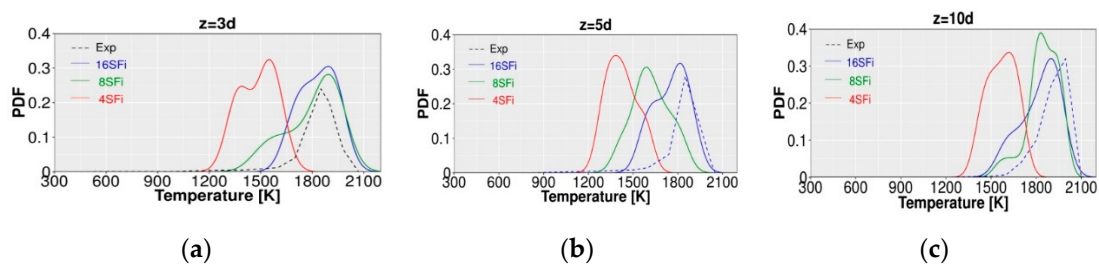 z=3d
0.4
0.3
0.2
0.1
0
PDF
Exp
16SFi
8SFi
4SFi
300 600 900 1200 1500 1800 2100
Temperature [K]
(a)
z=5d
0.4
0.3
0.2
0.1
0
PDF
Exp
16SFi
8SFi
4SFi
300 600 900 1200 1500 1800 2100
Temperature [K]
(b)
z=10d
0.4
0.3
0.2
0.1
0
PDF
Exp
16SFi
8SFi
4SFi
300 600 900 1200 1500 1800 2100
Temperature [K]
(c)